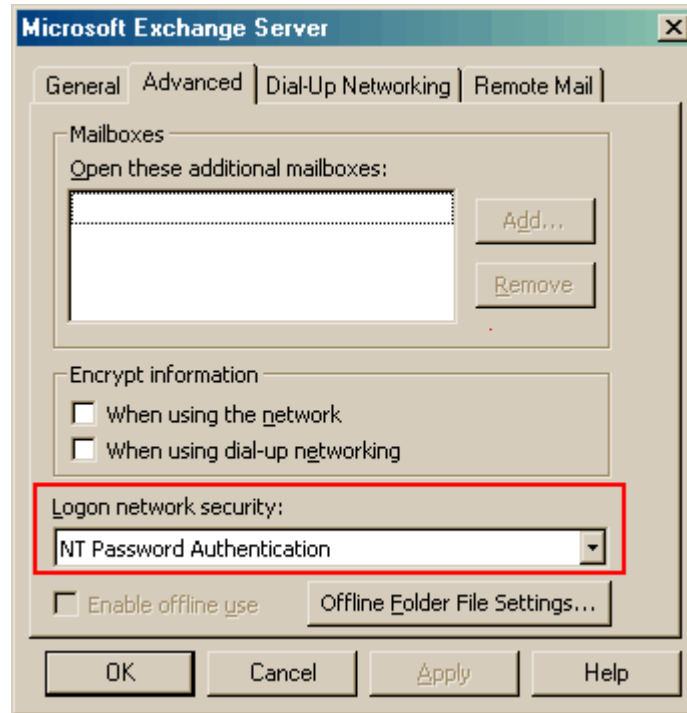 Microsoft Exchange Server
General Advanced Dial-Up Networking Remote Mail
Mailboxes
Open these additional mailboxes:
Add...
Remove
Encrypt information
When using the network
When using dial-up networking
Logon network security:
NT Password Authentication
Enable offline use Offline Folder File Settings...
OK Cancel Apply Help